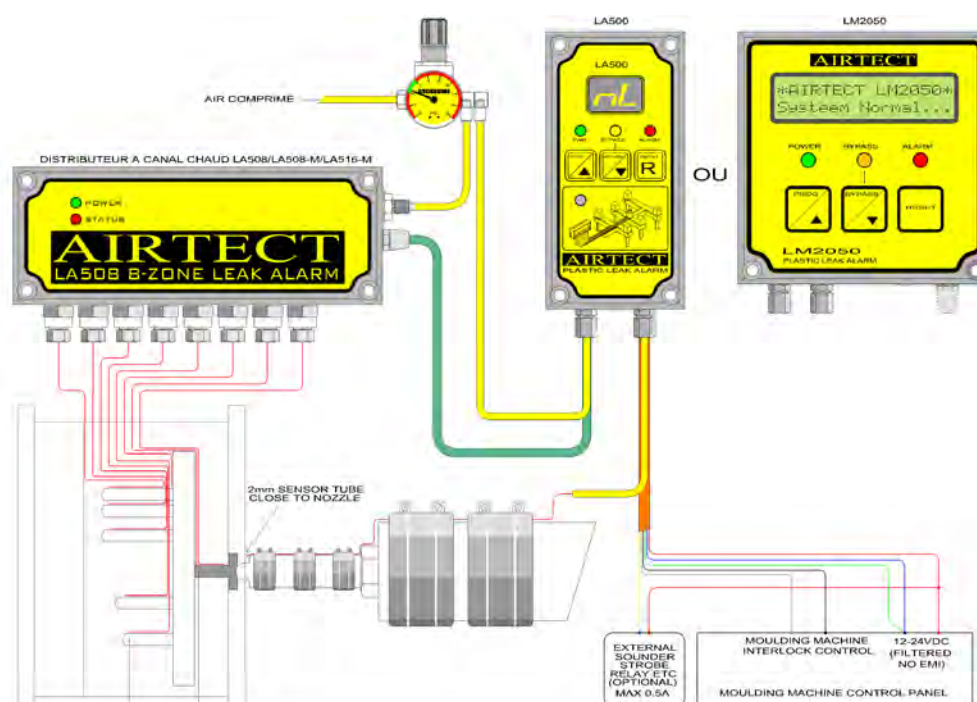 LA500
LM2050
AIR COMPRIME
LA500
nL
BYPASS
ALARM
R
AIRTECT
PLASTIC LEAK ALARM
OU
AIRTECT
*AIRTECT LM2050*
Systeem Normal...
POWER
BYPASS
ALARM
PROG
BYPASS
LM2050
PLASTIC LEAK ALARM
DISTRIBUTEUR A CANAL CHAUD LA508/LA508-M/LA516-M
POWER
STATUS
AIRTECT
LA508 8-ZONE LEAK ALARM
2mm SENSOR TUBE
CLOSE TO NOZZLE
EXTERNAL
SOUNDER
STROBE
RELAY ETC
(OPTIONAL)
MAX 0.5A
MOULDING MACHINE
INTERLOCK CONTROL
12-24VDC
(FILTERED
NO EMI)
MOULDING MACHINE CONTROL PANEL